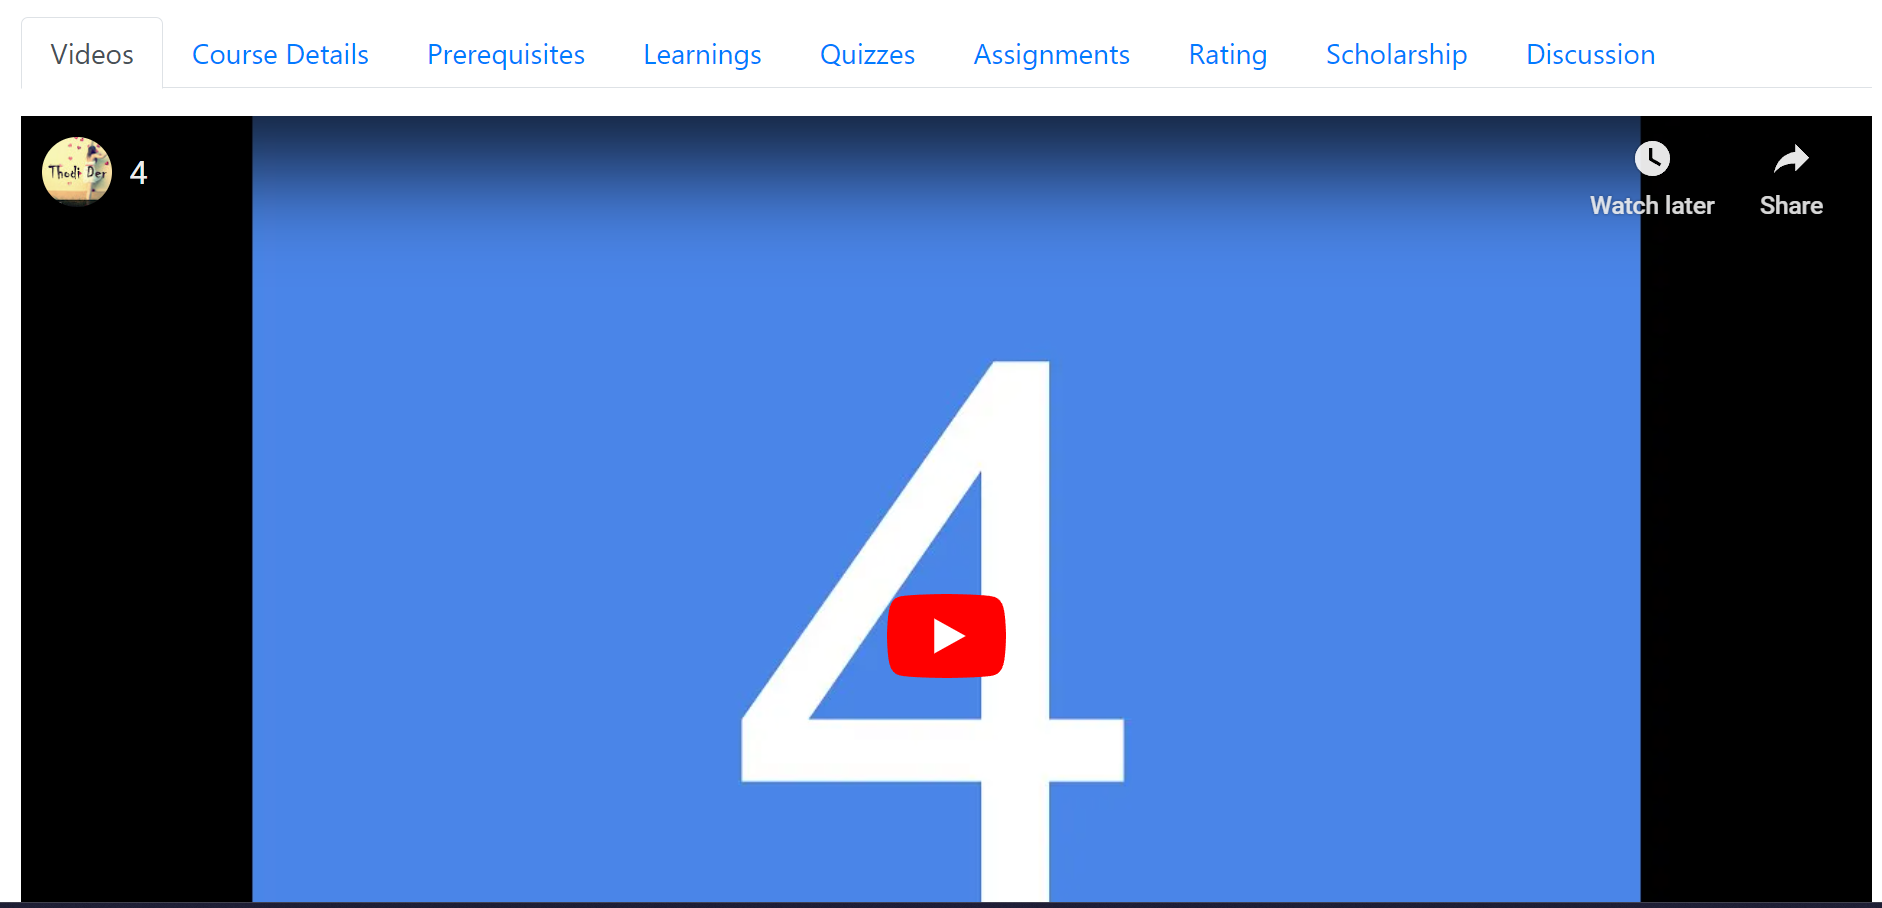 Videos Course Details Prerequisites Learnings Quizzes Assignments Rating Scholarship Discussion
Thodi Der 4
Watch later Share
4